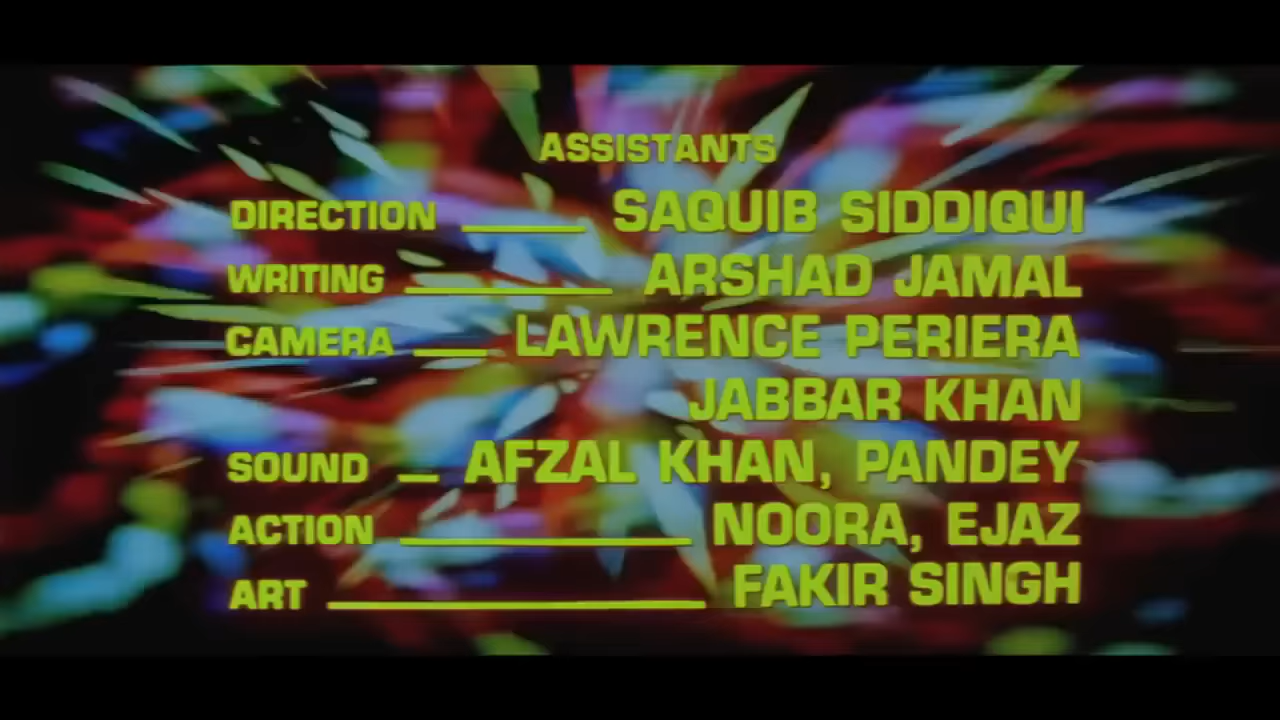 ASSISTANTS
DIRECTION SAQUIB SIDDIQUI
WRITING ARSHAD JAMAL
CAMERA LAWRENCE PERIERA
JABBAR KHAN
SOUND AFZAL KHAN, PANDEY
ACTION NOORA, EJAZ
ART FAKIR SINGH